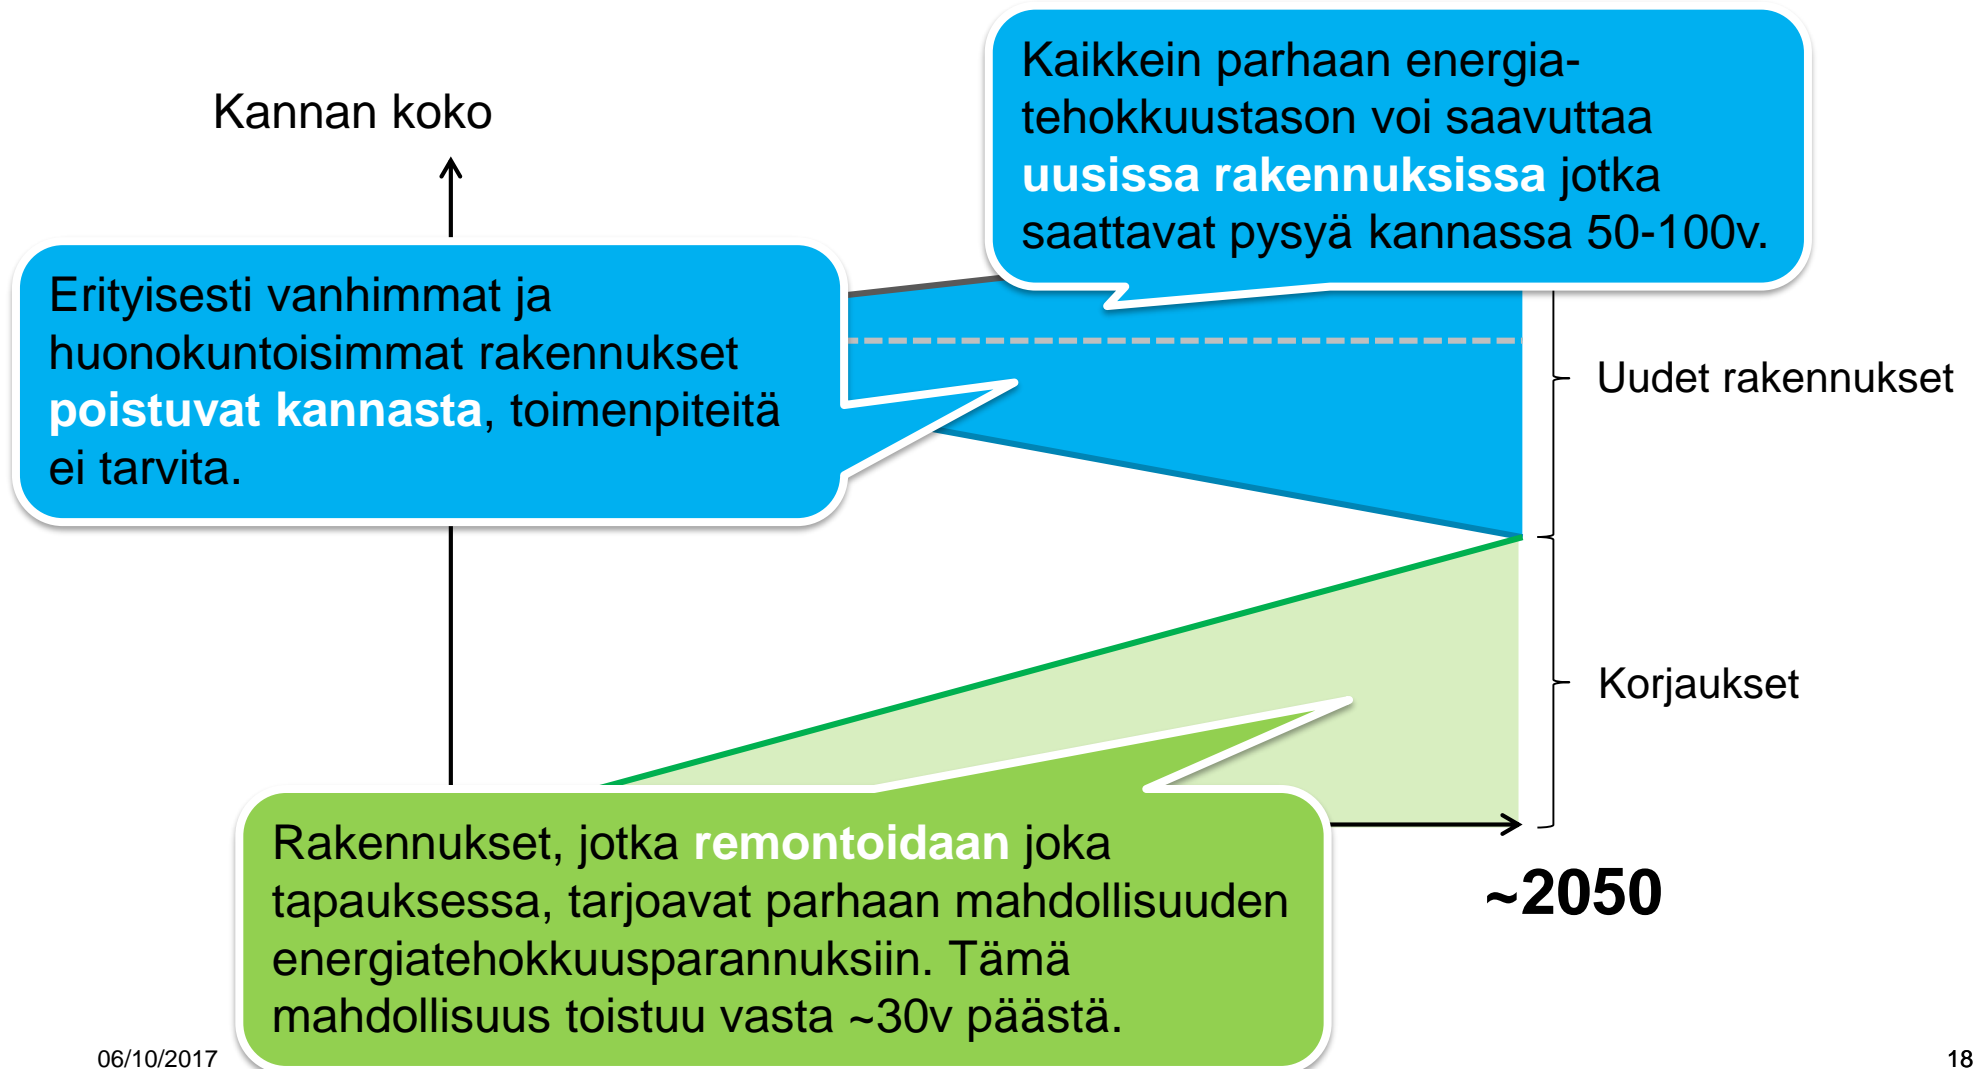 Kannan koko
Kaikkein parhaan energia-
tehokkuustason voi saavuttaa
uusissa rakennuksissa jotka
saattavat pysyä kannassa 50-100v.
Erityisesti vanhimmat ja
huonokuntoisimmat rakennukset
poistuvat kannasta, toimenpiteitä
ei tarvita.
Uudet rakennukset
Korjaukset
Rakennukset, jotka remontoidaan joka
tapauksessa, tarjoavat parhaan mahdollisuuden
energiatehokkuusparannuksiin. Tämä
mahdollisuus toistuu vasta ~30v päästä.
~2050
06/10/2017
18